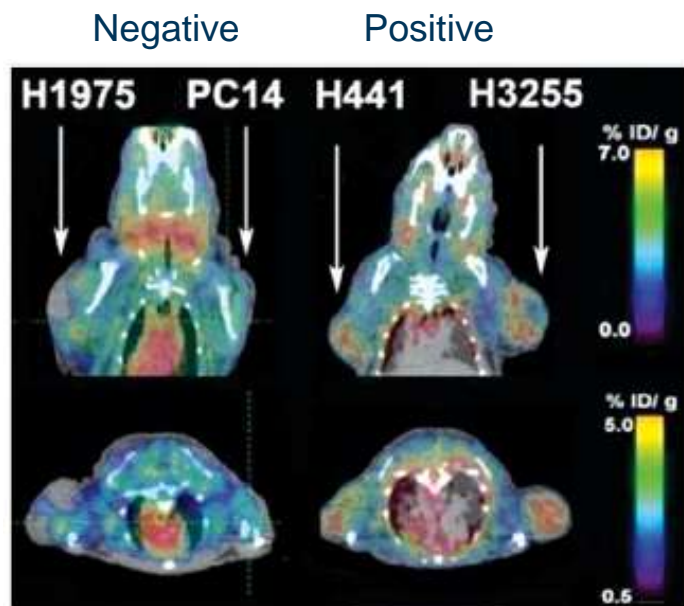 Negative Positive
H1975 PC14 H441 H3255
% ID/ g
7.0
0.0
% ID/ g
5.0
0.5